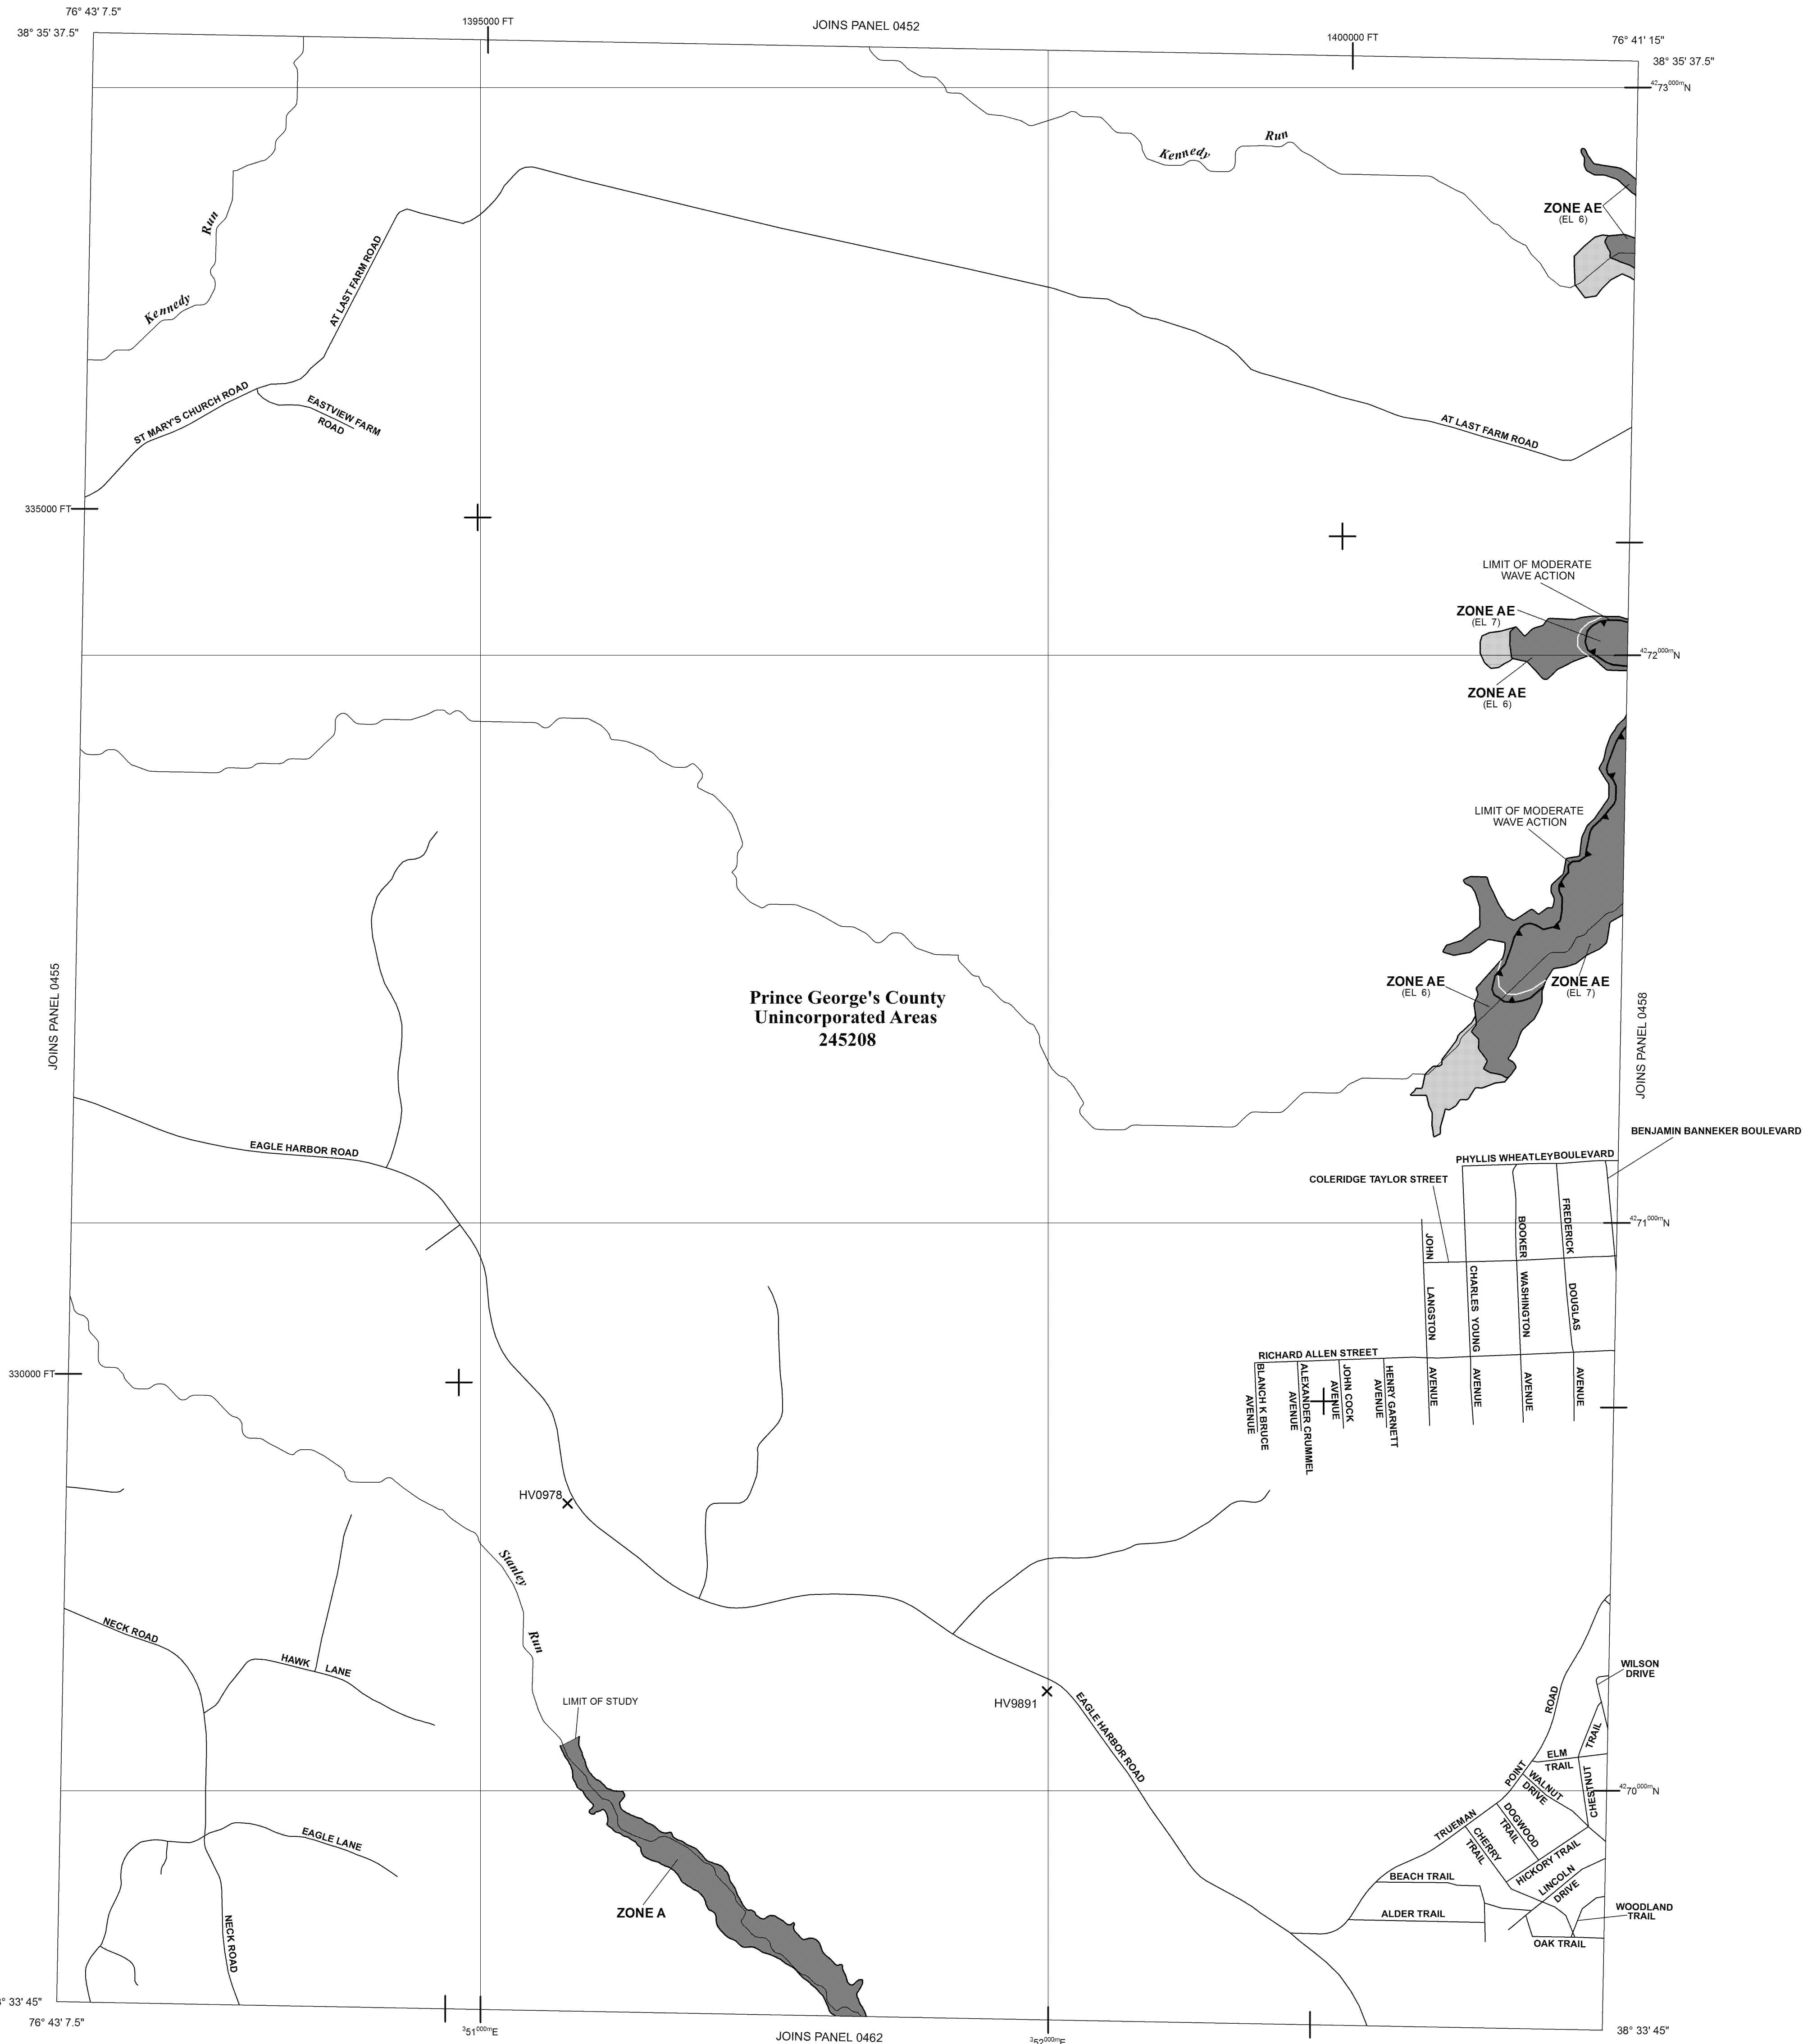 76° 43' 7.5"
38° 35' 37.5"
1395000 FT
JOINS PANEL 0452
1400000 FT
76° 41' 15"
38° 35' 37.5"
4273000mN
Kennedy
Run
Run
Kennedy
ZONE AE
(EL 6)
AT LAST FARM ROAD
ST MARY'S CHURCH ROAD
EASTVIEW FARM
ROAD
AT LAST FARM ROAD
335000 FT
LIMIT OF MODERATE
WAVE ACTION
ZONE AE
(EL 7)
4272000mN
ZONE AE
(EL 6)
LIMIT OF MODERATE
WAVE ACTION
ZONE AE
(EL 6)
ZONE AE
(EL 7)
JOINS PANEL 0455
Prince George's County
Unincorporated Areas
245208
JOINS PANEL 0458
EAGLE HARBOR ROAD
BENJAMIN BANNEKER BOULEVARD
PHYLLIS WHEATLEYBOULEVARD
COLERIDGE TAYLOR STREET
4271000mN
JOHN
LANGSTON
AVENUE
CHARLES YOUNG
AVENUE
BOOKER
WASHINGTON
AVENUE
FREDERICK
DOUGLAS
AVENUE
RICHARD ALLEN STREET
BLANCH K BRUCE
AVENUE
ALEXANDER CRUMMEL
AVENUE
JOHN COCK
AVENUE
HENRY GARNETT
AVENUE
330000 FT
HV0978
Stanley
Run
NECK ROAD
HAWK LANE
LIMIT OF STUDY
HV9891
EAGLE HARBOR ROAD
WILSON
DRIVE
ROAD
TRAIL
ELM
TRAIL
POINT
WALNUT
DRIVE
CHESTNUT
4270000mN
TRUEMAN
DOGWOOD
TRAIL
CHERRY
TRAIL
HICKORY TRAIL
LINCOLN
DRIVE
BEACH TRAIL
ALDER TRAIL
WOODLAND
TRAIL
OAK TRAIL
EAGLE LANE
ZONE A
NECK ROAD
° 33' 45"
76° 43' 7.5"
351000mE
JOINS PANEL 0462
352000mE
38° 33' 45"